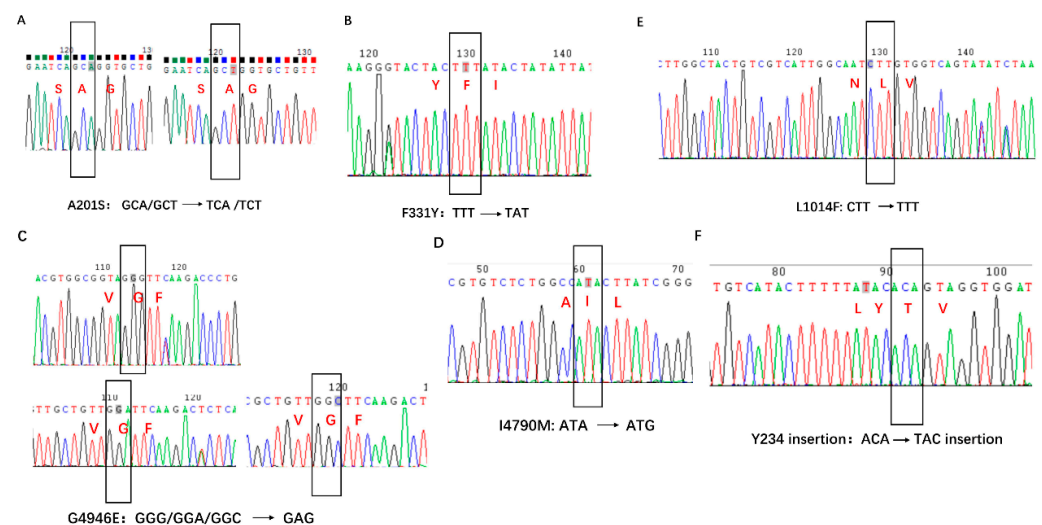 A
120
13
GAATCAGCAGGTGCTG
S A G
120
130
GAATCAGCTGGTGCTGTT
S A G
A201S: GCA/GCT → TCA /TCT
B
120 130 140
AAGGGTACTACTTTATACTATATTAT
Y F I
F331Y: TTT → TAT
E
110 120 130 140
CTTGGCTACTGTCGTCATTGGCAATCTTGTGGTCAGTATATCTAA
N L V
L1014F: CTT → TTT
C
110 120
ACGTGGCGGTAGGGTTCAAGACCCTG
V G F
110 120
TTGCTGTTGGATTCAAGACTCTCA
V G F
120
CGCTGTTGGCTTCAAGACT
V G F
G4946E: GGG/GGA/GGC → GAG
D
50 60 70
CGTGTCTCTGGCCATACTTATCGGG
A I L
I4790M: ATA → ATG
F
80 90 100
TGTCATACTTTTTATACACAGTAGGTGGAT
L Y T V
Y234 insertion: ACA → TAC insertion